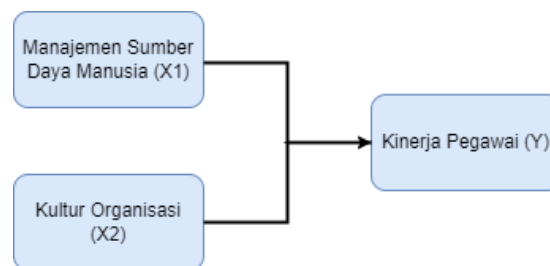 Manajemen Sumber
Daya Manusia (X1)
Kinerja Pegawai (Y)
Kultur Organisasi
(X2)